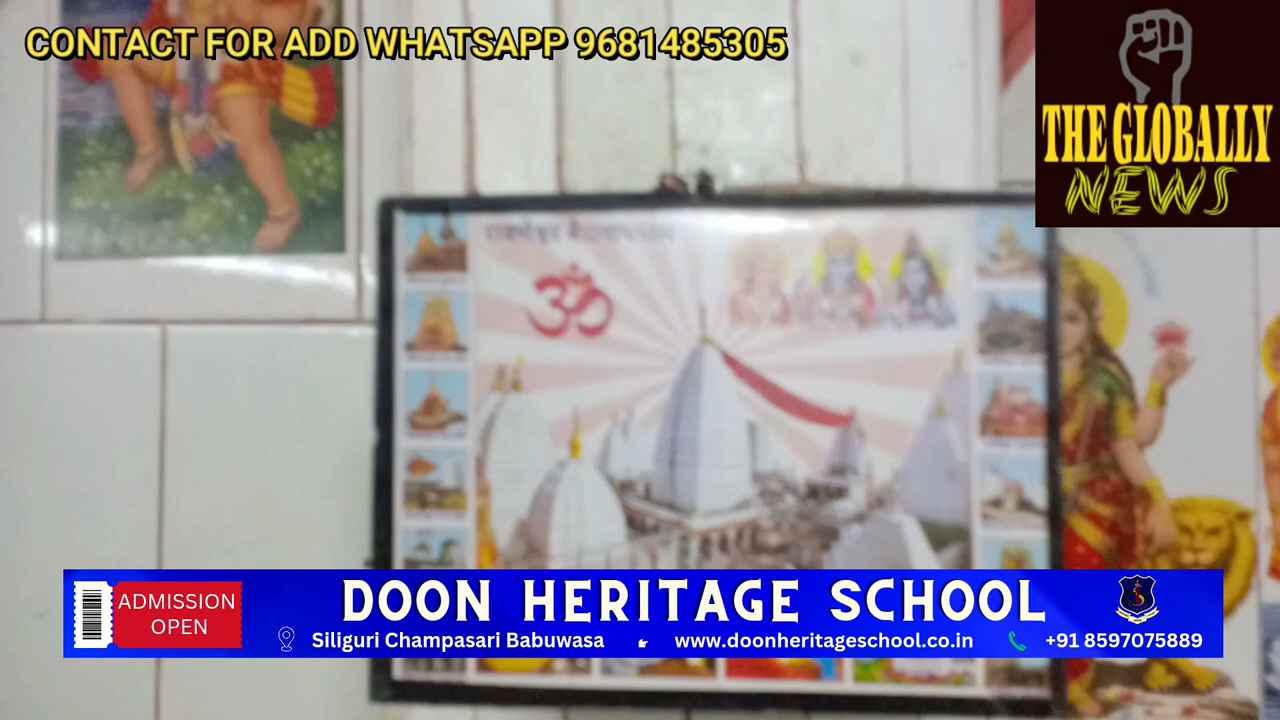 CONTACT FOR ADD WHATSAPP 9681485305
THE GLOBALLY
NEWS
ॐ
ADMISSION
OPEN
DOON HERITAGE SCHOOL
Siliguri Champasari Babuwasa
www.doonheritageschool.co.in
+91 8597075889